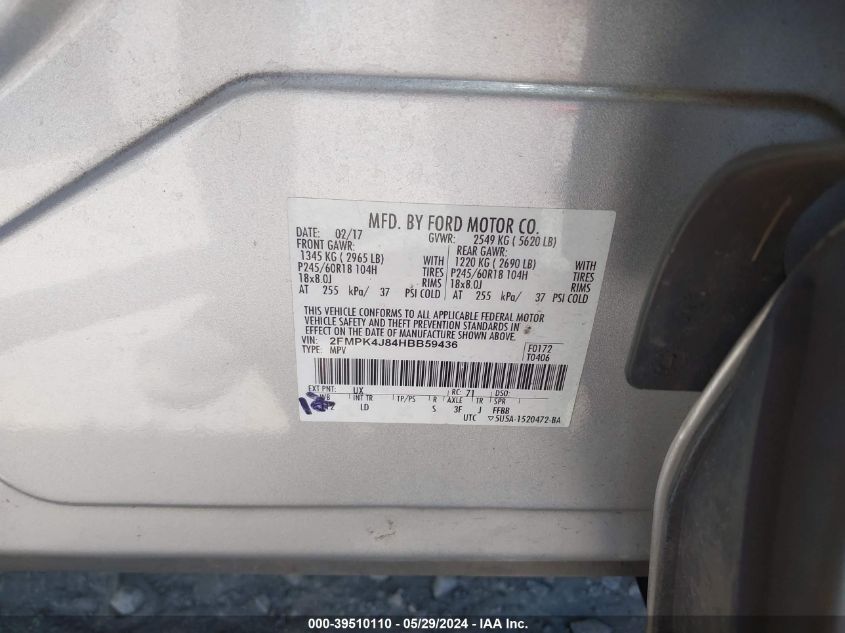 MFD. BY FORD MOTOR CO.
DATE: 02/17 GVWR: 2549 KG ( 5620 LB)
FRONT GAWR: REAR GAWR:
1345 KG ( 2965 LB) WITH 1220 KG ( 2690 LB) WITH
P245/60R18 104H TIRES P245/60R18 104H TIRES
18x8.0J RIMS 18x8.0J RIMS
AT 255 kPa/ 37 PSI COLD AT 255 kPa/ 37 PSI COLD
THIS VEHICLE CONFORMS TO ALL APPLICABLE FEDERAL MOTOR
VEHICLE SAFETY AND THEFT PREVENTION STANDARDS IN
EFFECT ON THE DATE OF MANUFACTURE SHOWN ABOVE.
VIN: 2FMPK4J84HBB59436 F0172
TYPE: MPV T0406
EXT PNT: UX RC: 71 DSO:
WB INT TR TP/PS R AXLE TR SPR
LD S 3F J FFBB
UTC ▽5U5A-1520472-BA
000-39510110 - 05/29/2024 - IAA Inc.